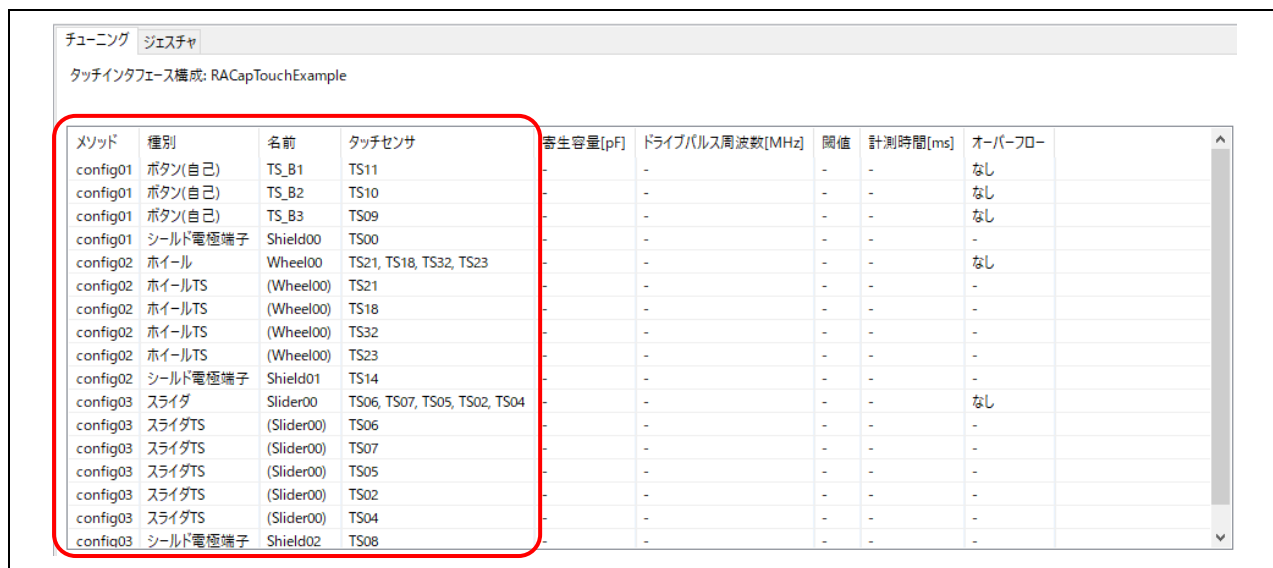 チューニング ジェスチャ
タッチインタフェース構成: RACapTouchExample
メソッド 種別 名前 タッチセンサ 寄生容量[pF] ドライブパルス周波数[MHz] 閾値 計測時間[ms] オーバーフロー
config01 ボタン(自己) TS_B1 TS11 - - - - なし
config01 ボタン(自己) TS_B2 TS10 - - - - なし
config01 ボタン(自己) TS_B3 TS09 - - - - なし
config01 シールド電極端子 Shield00 TS00 - - - - -
config02 ホイール Wheel00 TS21, TS18, TS32, TS23 - - - - なし
config02 ホイールTS (Wheel00) TS21 - - - - -
config02 ホイールTS (Wheel00) TS18 - - - - -
config02 ホイールTS (Wheel00) TS32 - - - - -
config02 ホイールTS (Wheel00) TS23 - - - - -
config02 シールド電極端子 Shield01 TS14 - - - - -
config03 スライダ Slider00 TS06, TS07, TS05, TS02, TS04 - - - - なし
config03 スライダTS (Slider00) TS06 - - - - -
config03 スライダTS (Slider00) TS07 - - - - -
config03 スライダTS (Slider00) TS05 - - - - -
config03 スライダTS (Slider00) TS02 - - - - -
config03 スライダTS (Slider00) TS04 - - - - -
config03 シールド電極端子 Shield02 TS08 - - - - -